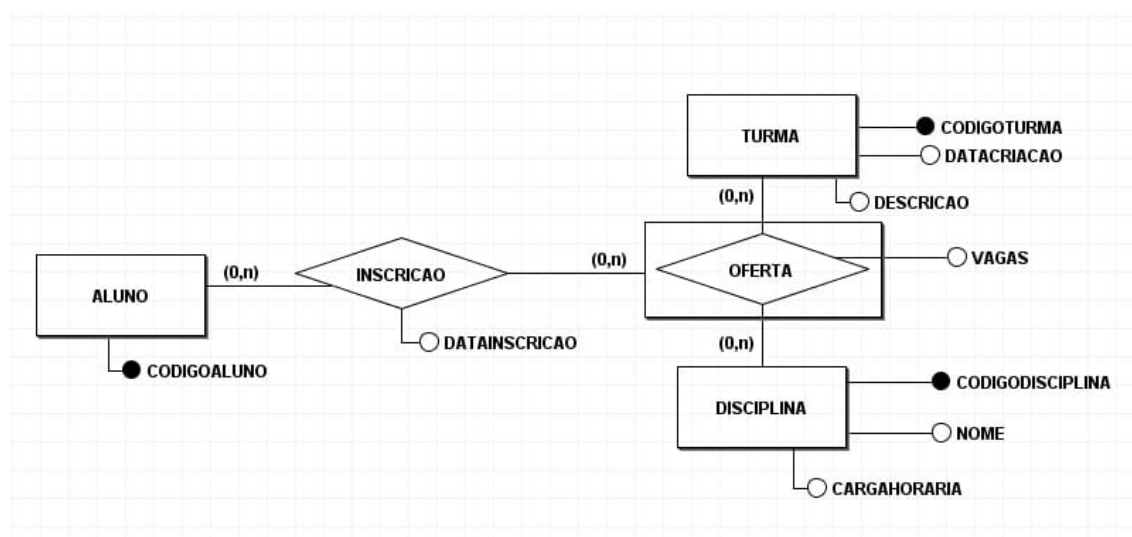 TURMA
CODIGOTURMA
DATACRIACAO
DESCRICAO
(0,n)
VAGAS
OFERTA
(0,n)
(0,n)
INSCRICAO
ALUNO
DATAINSCRICAO
(0,n)
CODIGOALUNO
CODIGODISCIPLINA
DISCIPLINA
NOME
CARGAHORARIA